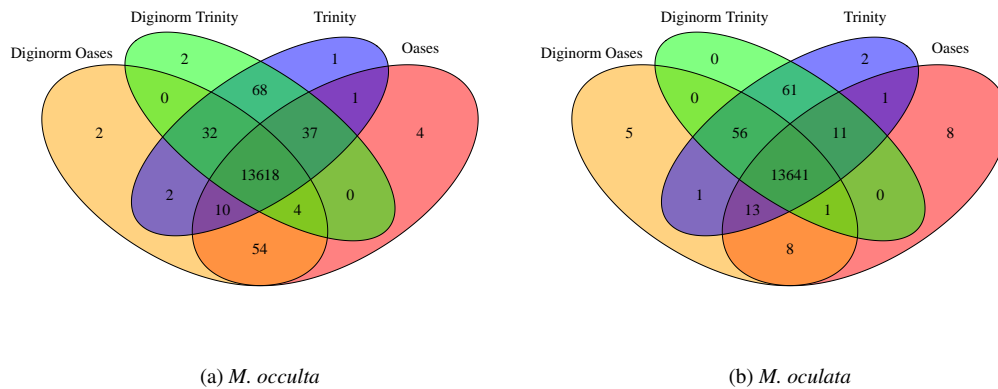 Diginorm Trinity Trinity
Diginorm Oases Oases
2 1
0 68 1
2 32 37 4
13618
2 10 4 0
54
(a) M. occulta
Diginorm Trinity Trinity
Diginorm Oases Oases
0 2
0 61 1
5 56 11 8
13641
1 13 1 0
8
(b) M. oculata